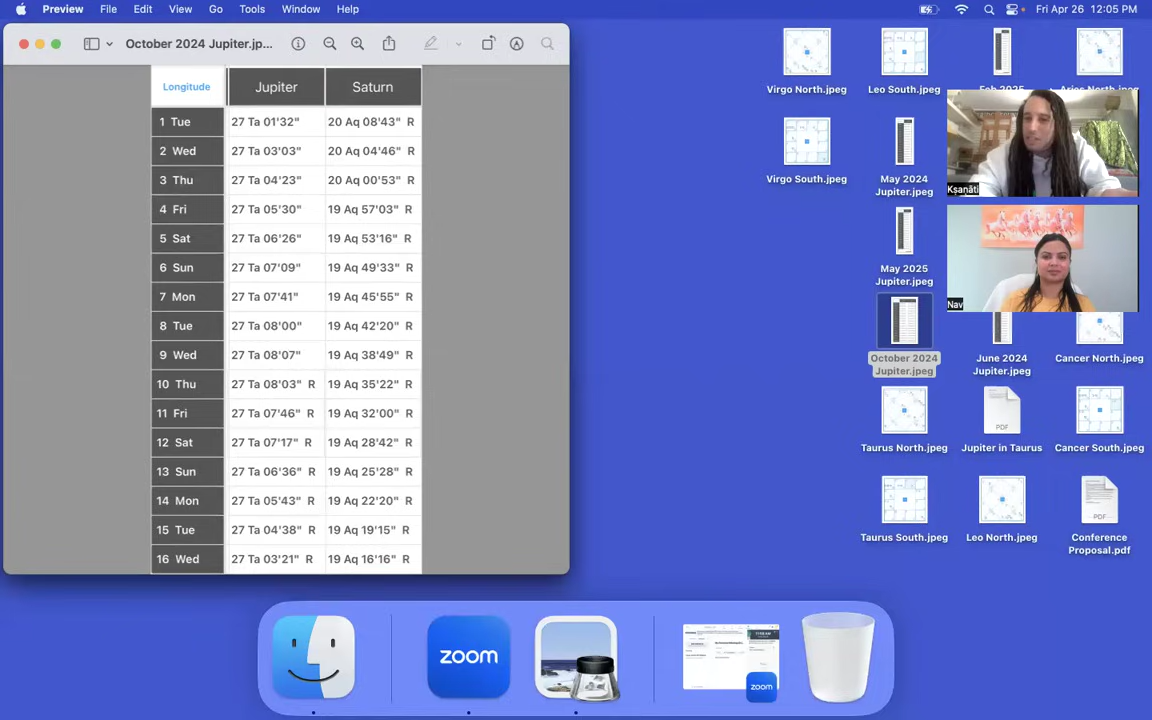 Preview File Edit View Go Tools Window Help Fri Apr 26 12:05 PM
October 2024 Jupiter.jp...
Longitude Jupiter Saturn
1 Tue 27 Ta 01'32" 20 Aq 08'43" R
2 Wed 27 Ta 03'03" 20 Aq 04'46" R
3 Thu 27 Ta 04'23" 20 Aq 00'53" R
4 Fri 27 Ta 05'30" 19 Aq 57'03" R
5 Sat 27 Ta 06'26" 19 Aq 53'16" R
6 Sun 27 Ta 07'09" 19 Aq 49'33" R
7 Mon 27 Ta 07'41" 19 Aq 45'55" R
8 Tue 27 Ta 08'00" 19 Aq 42'20" R
9 Wed 27 Ta 08'07" 19 Aq 38'49" R
10 Thu 27 Ta 08'03" R 19 Aq 35'22" R
11 Fri 27 Ta 07'46" R 19 Aq 32'00" R
12 Sat 27 Ta 07'17" R 19 Aq 28'42" R
13 Sun 27 Ta 06'36" R 19 Aq 25'28" R
14 Mon 27 Ta 05'43" R 19 Aq 22'20" R
15 Tue 27 Ta 04'38" R 19 Aq 19'15" R
16 Wed 27 Ta 03'21" R 19 Aq 16'16" R
Virgo North.jpeg
Leo South.jpeg
Feb 2025
Aries North.jpeg
Virgo South.jpeg
May 2024
Jupiter.jpeg
Kṣanāti
May 2025
Jupiter.jpeg
Nav
October 2024
Jupiter.jpeg
June 2024
Jupiter.jpeg
Cancer North.jpeg
Taurus North.jpeg
PDF
Jupiter in Taurus
Cancer South.jpeg
Taurus South.jpeg
Leo North.jpeg
PDF
Conference
Proposal.pdf
zoom
zoom